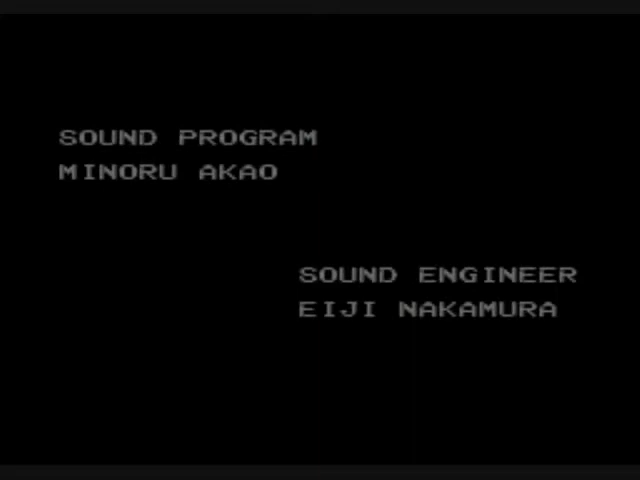 SOUND PROGRAM
MINORU AKAO
SOUND ENGINEER
EIJI NAKAMURA